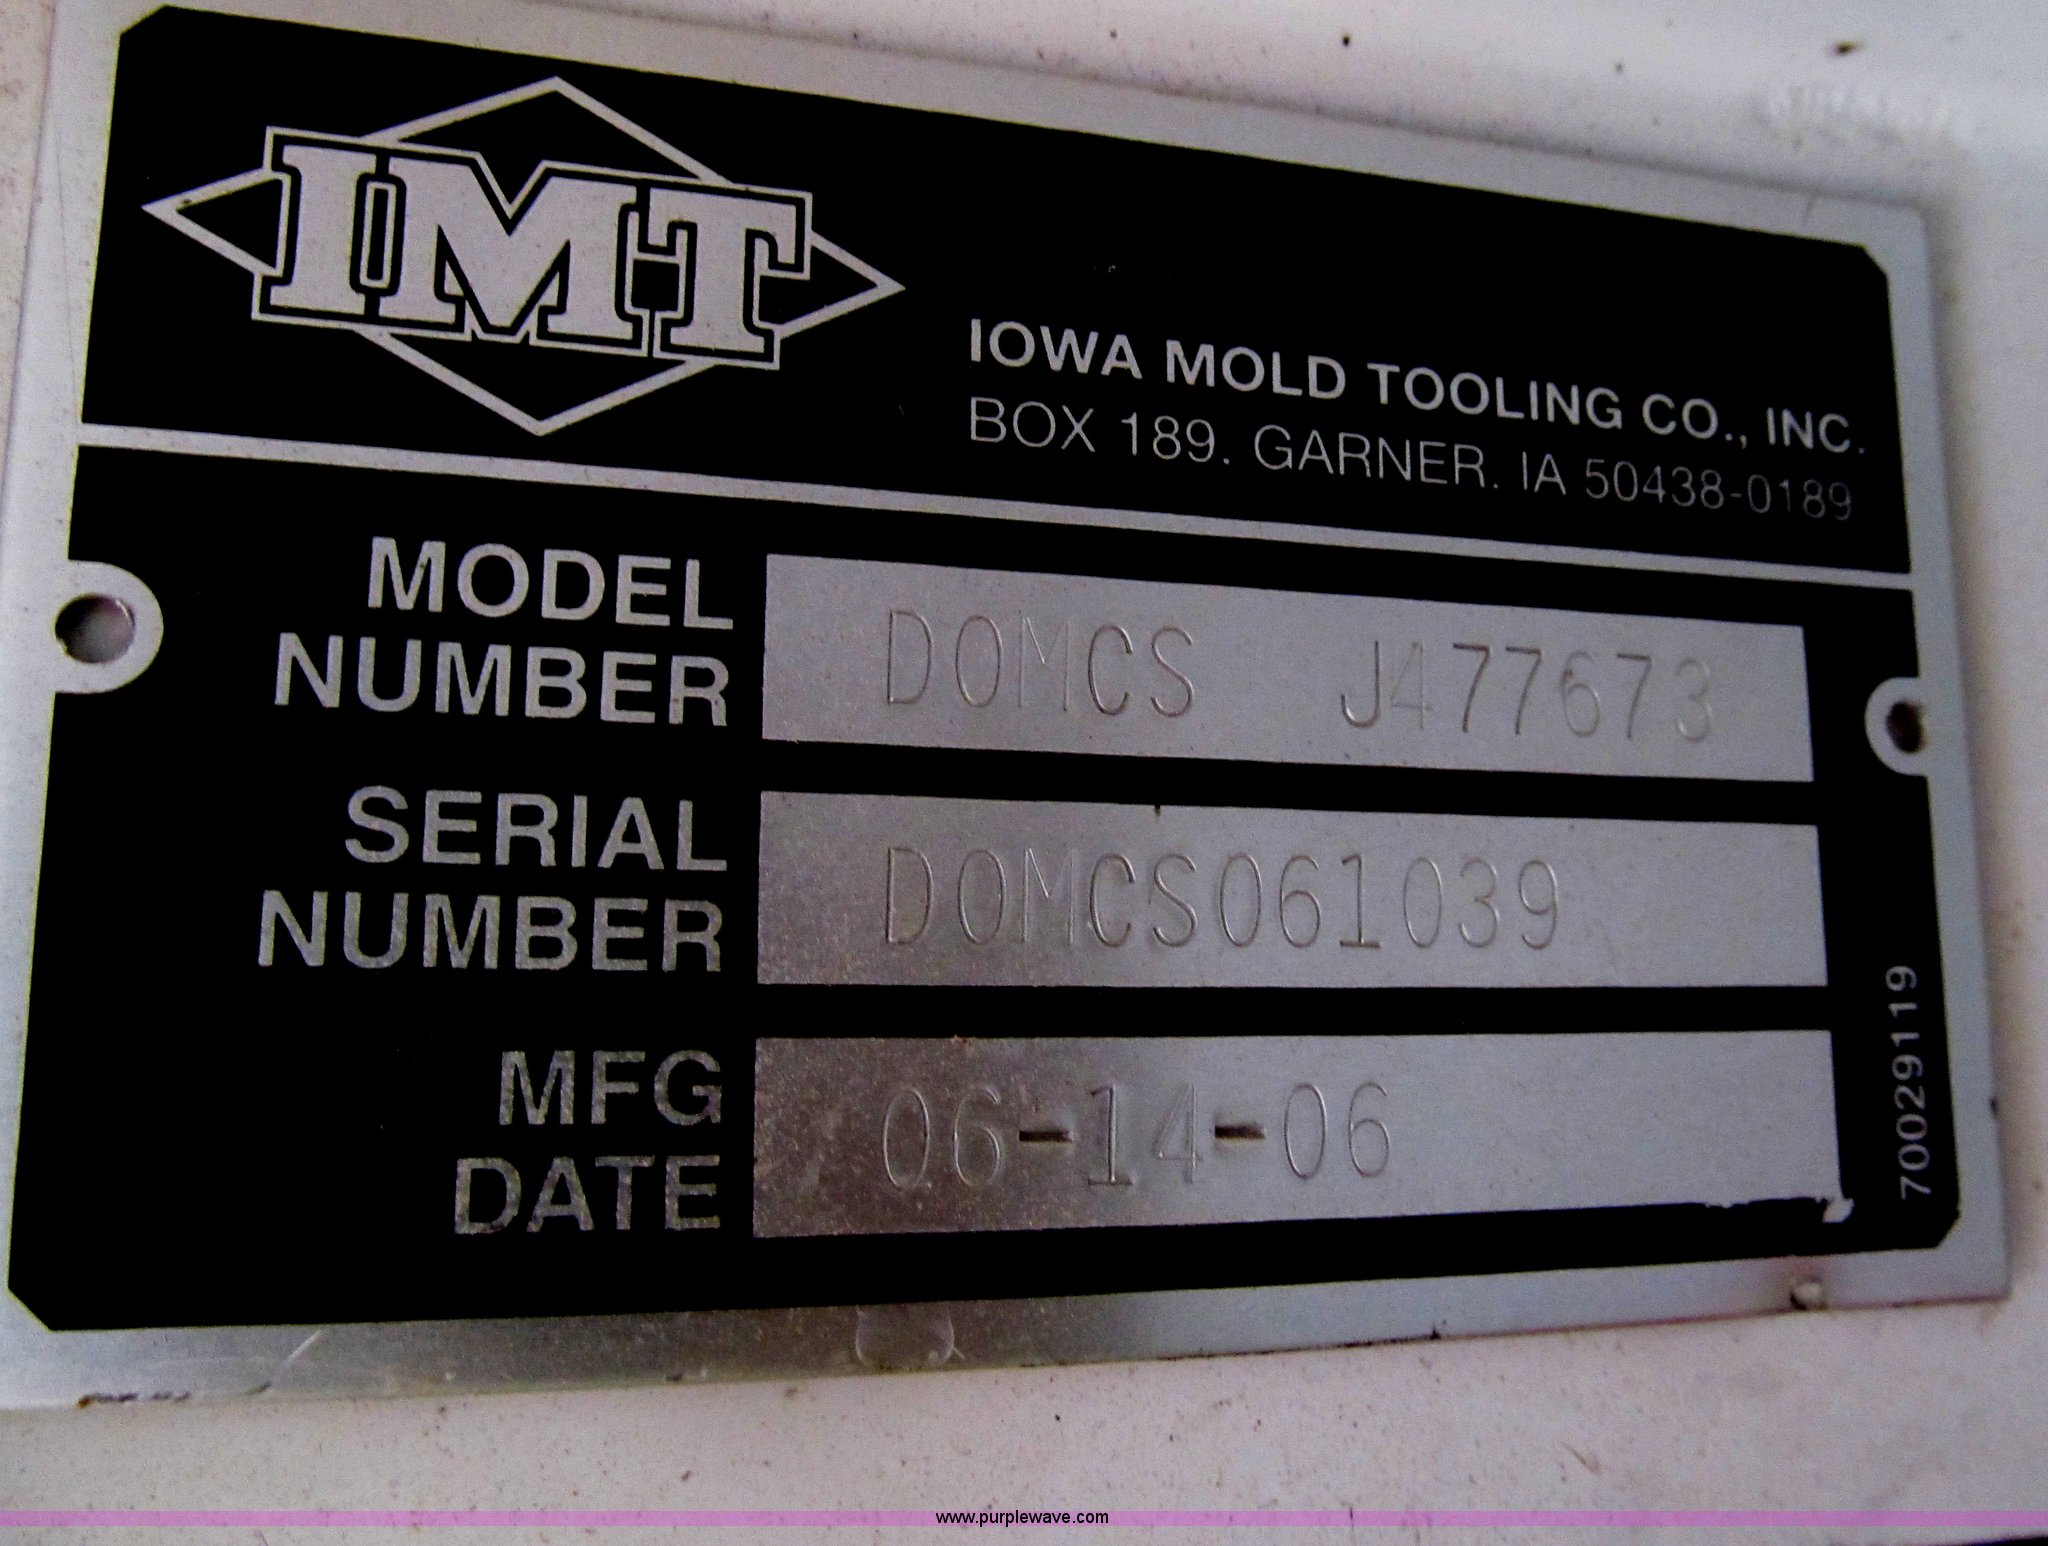 IMT
IOWA MOLD TOOLING CO., INC.
BOX 189. GARNER. IA 50438-0189
MODEL NUMBER DOMCS J477673
SERIAL NUMBER DOMCS061039
MFG DATE 06-14-06
70029119
www.purplewave.com